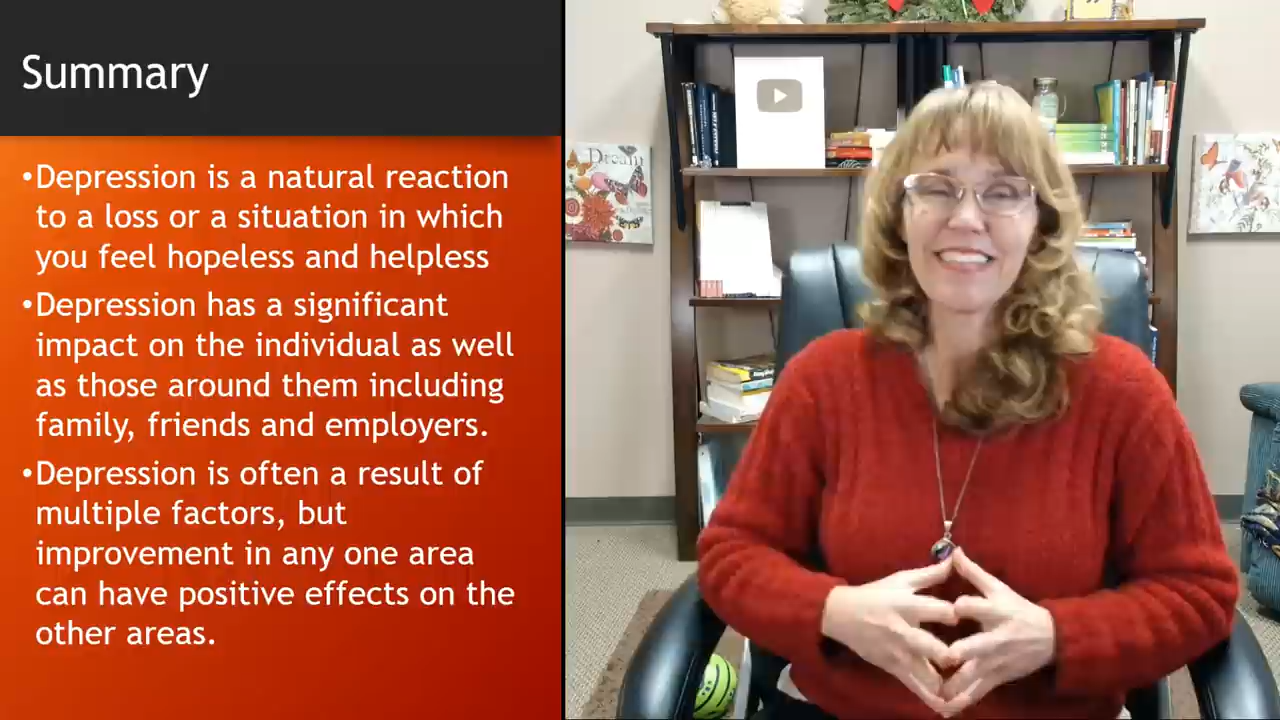 Summary
•Depression is a natural reaction
to a loss or a situation in which
you feel hopeless and helpless
•Depression has a significant
impact on the individual as well
as those around them including
family, friends and employers.
•Depression is often a result of
multiple factors, but
improvement in any one area
can have positive effects on the
other areas.
Dream